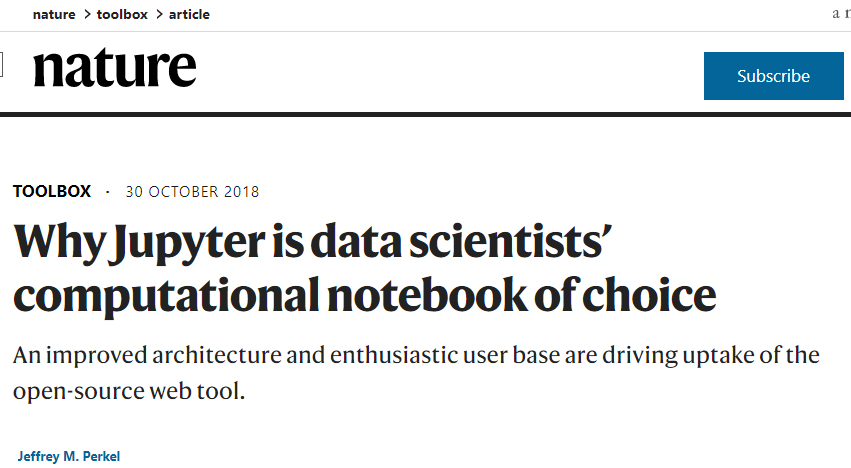 nature > toolbox > article
nature
Subscribe
TOOLBOX · 30 OCTOBER 2018
Why Jupyter is data scientists’
computational notebook of choice
An improved architecture and enthusiastic user base are driving uptake of the
open-source web tool.
Jeffrey M. Perkel